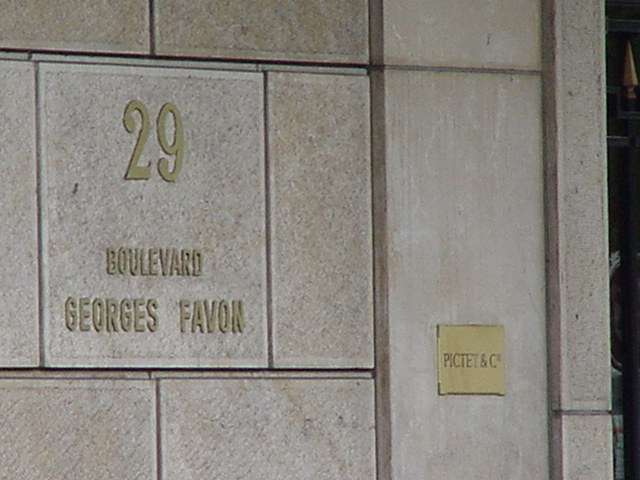 29
BOULEVARD
GEORGES FAVON
PICTET & Cie